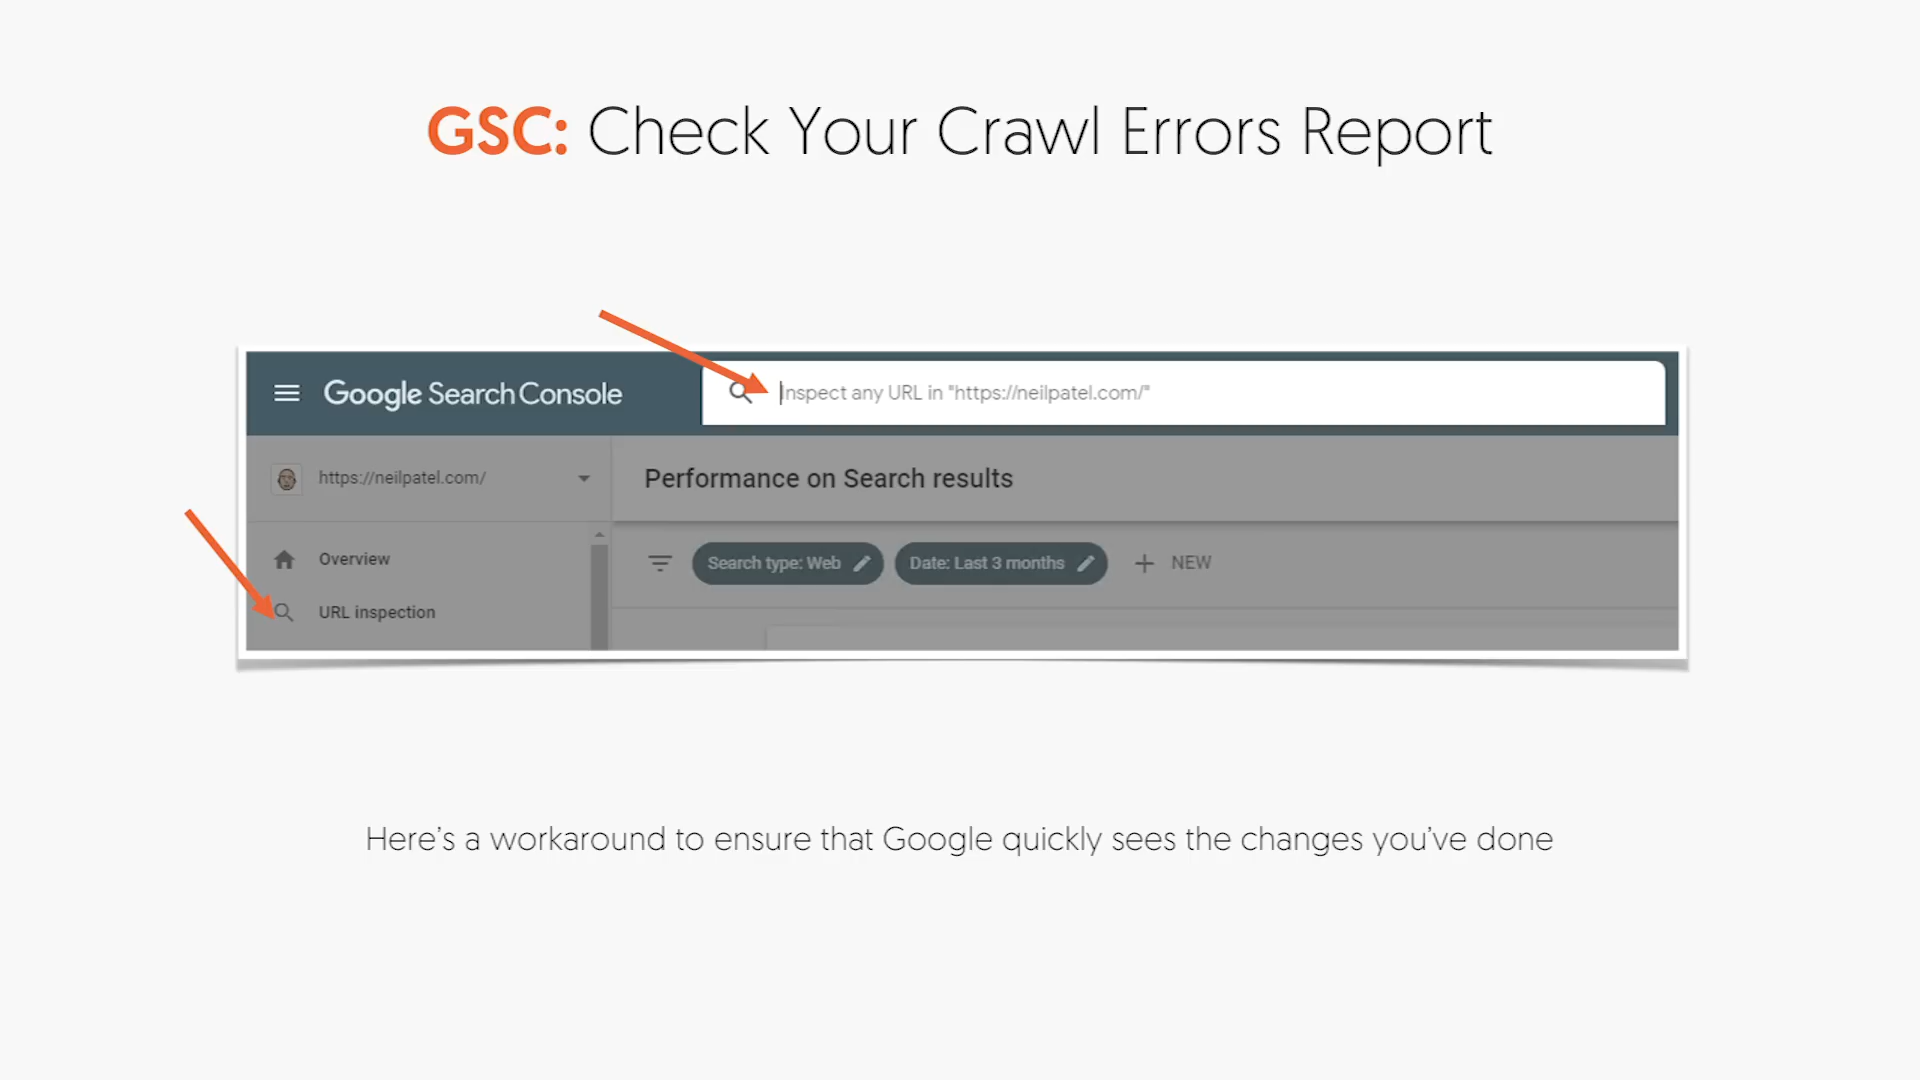 GSC: Check Your Crawl Errors Report
Google Search Console
Inspect any URL in "https://neilpatel.com/"
https://neilpatel.com/
Performance on Search results
Overview
Search type: Web
Date: Last 3 months
NEW
URL inspection
Here's a workaround to ensure that Google quickly sees the changes you've done